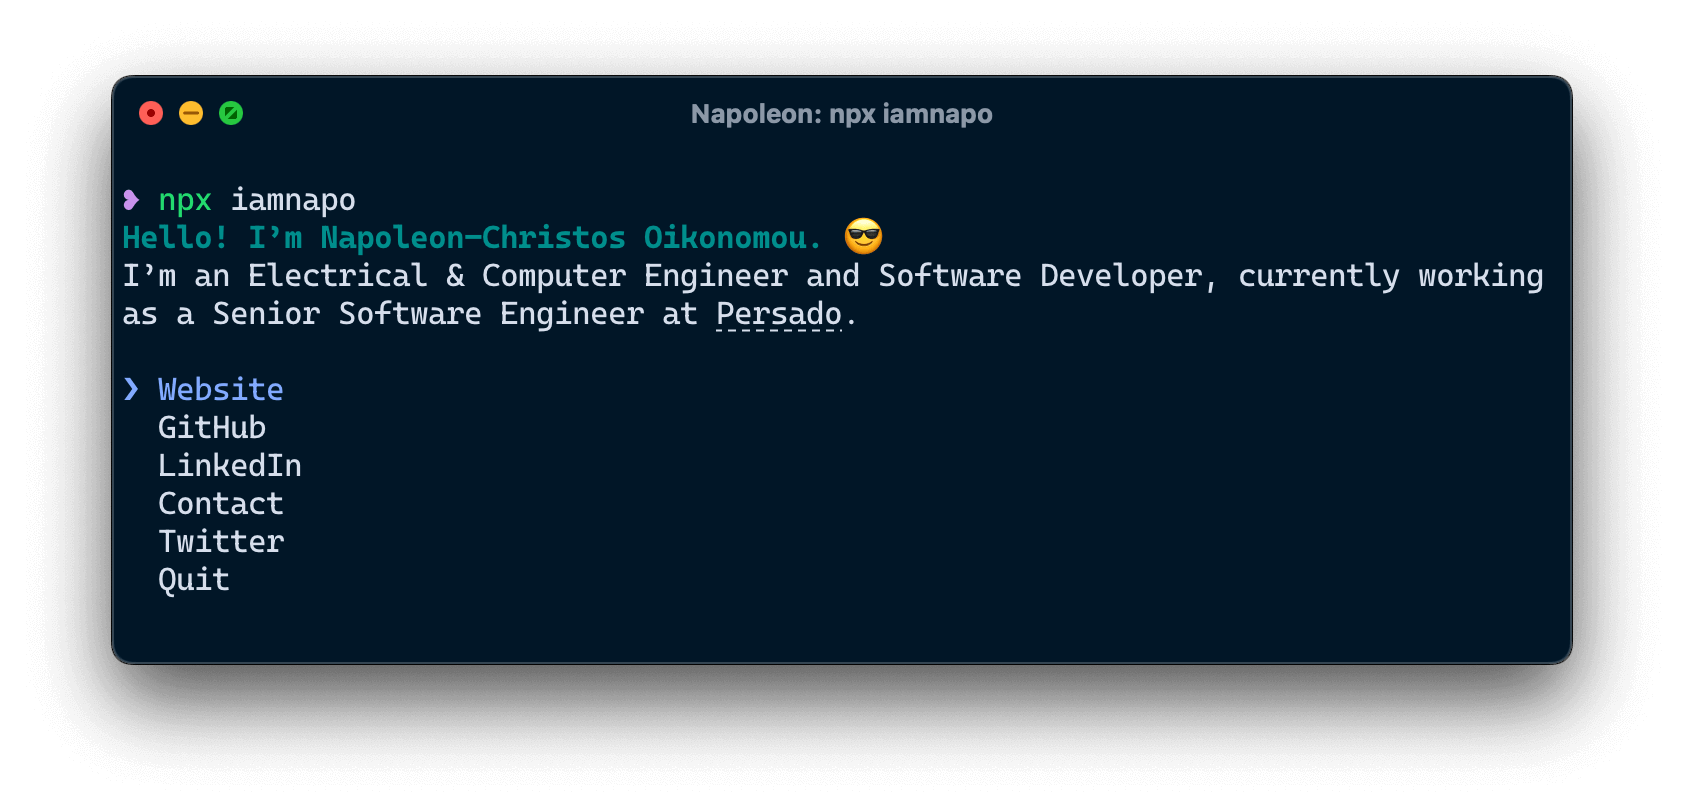 Napoleon: npx iamnapo
❥ npx iamnapo
Hello! I’m Napoleon-Christos Oikonomou. 😎
I’m an Electrical & Computer Engineer and Software Developer, currently working
as a Senior Software Engineer at Persado.
❯ Website
GitHub
LinkedIn
Contact
Twitter
Quit